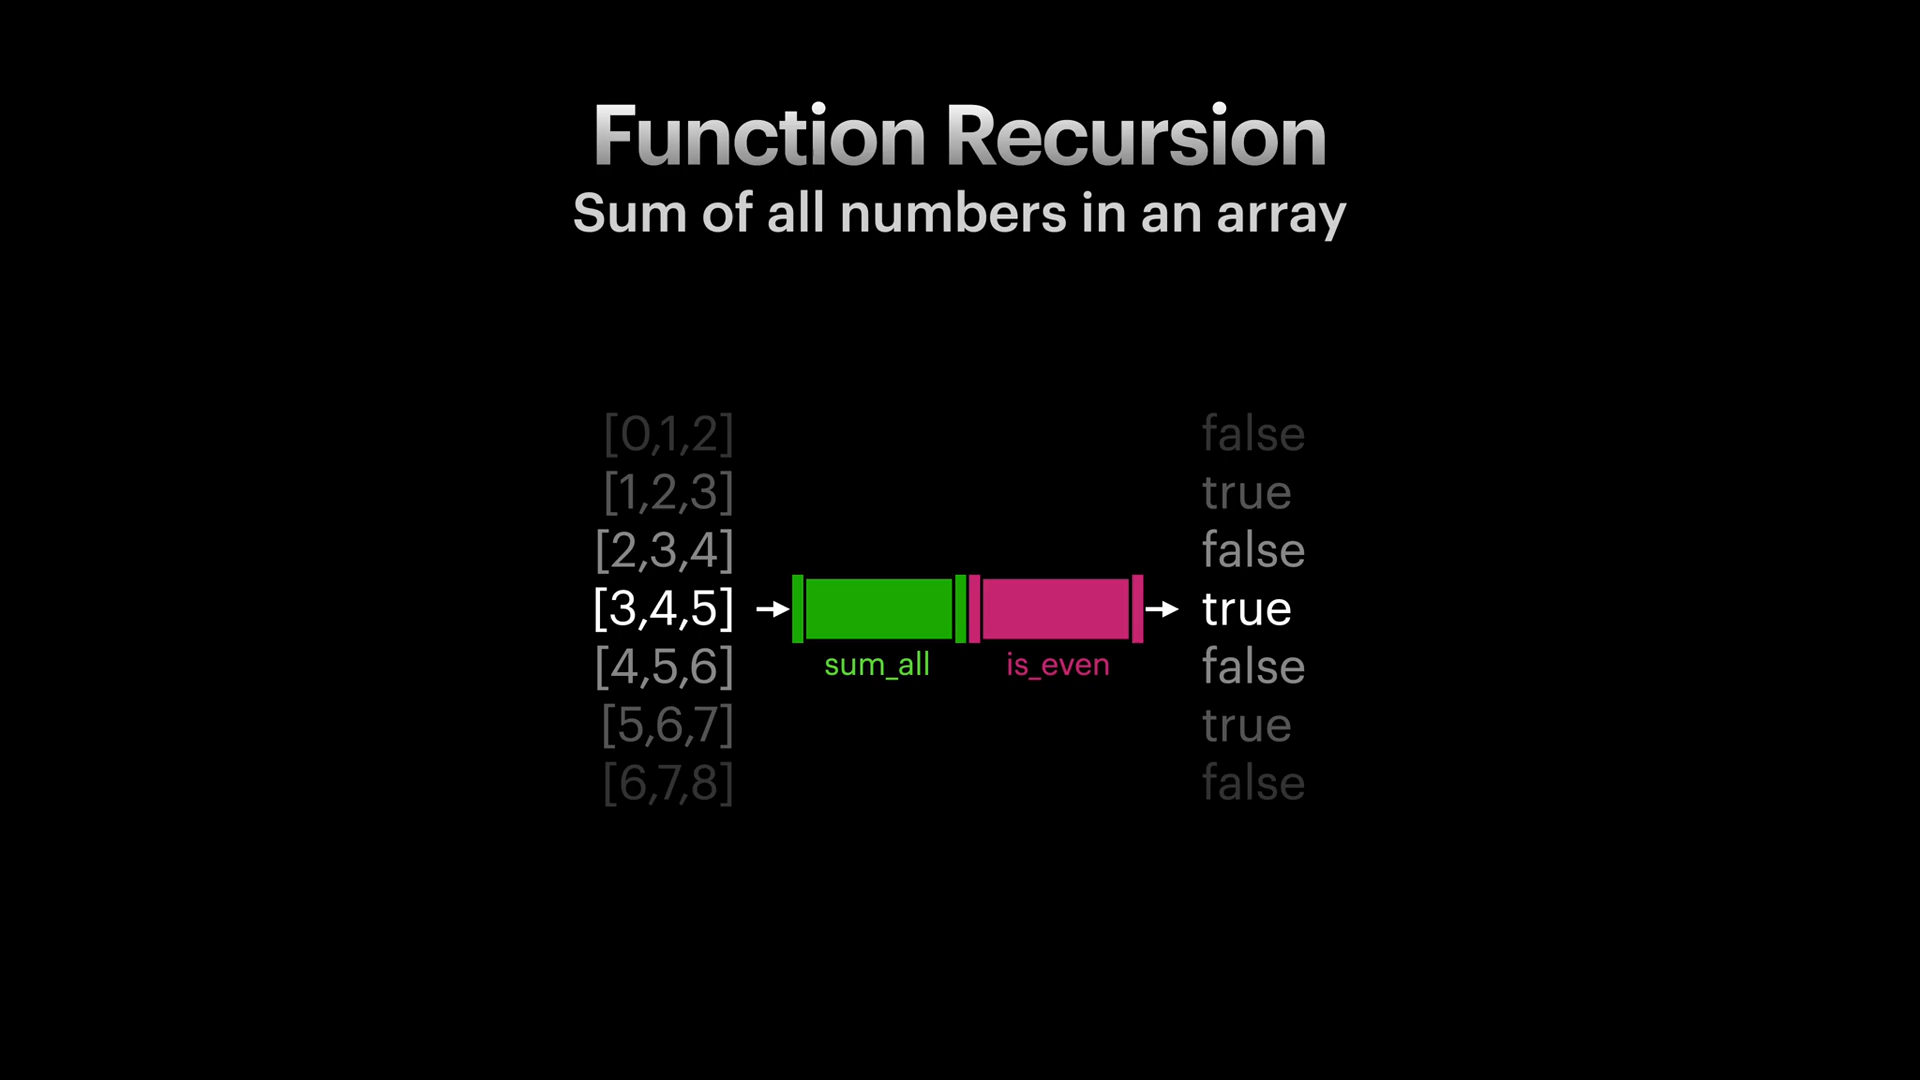 Function Recursion
Sum of all numbers in an array
[0,1,2] false
[1,2,3] true
[2,3,4] false
[3,4,5] true
sum_all is_even
[4,5,6] false
[5,6,7] true
[6,7,8] false